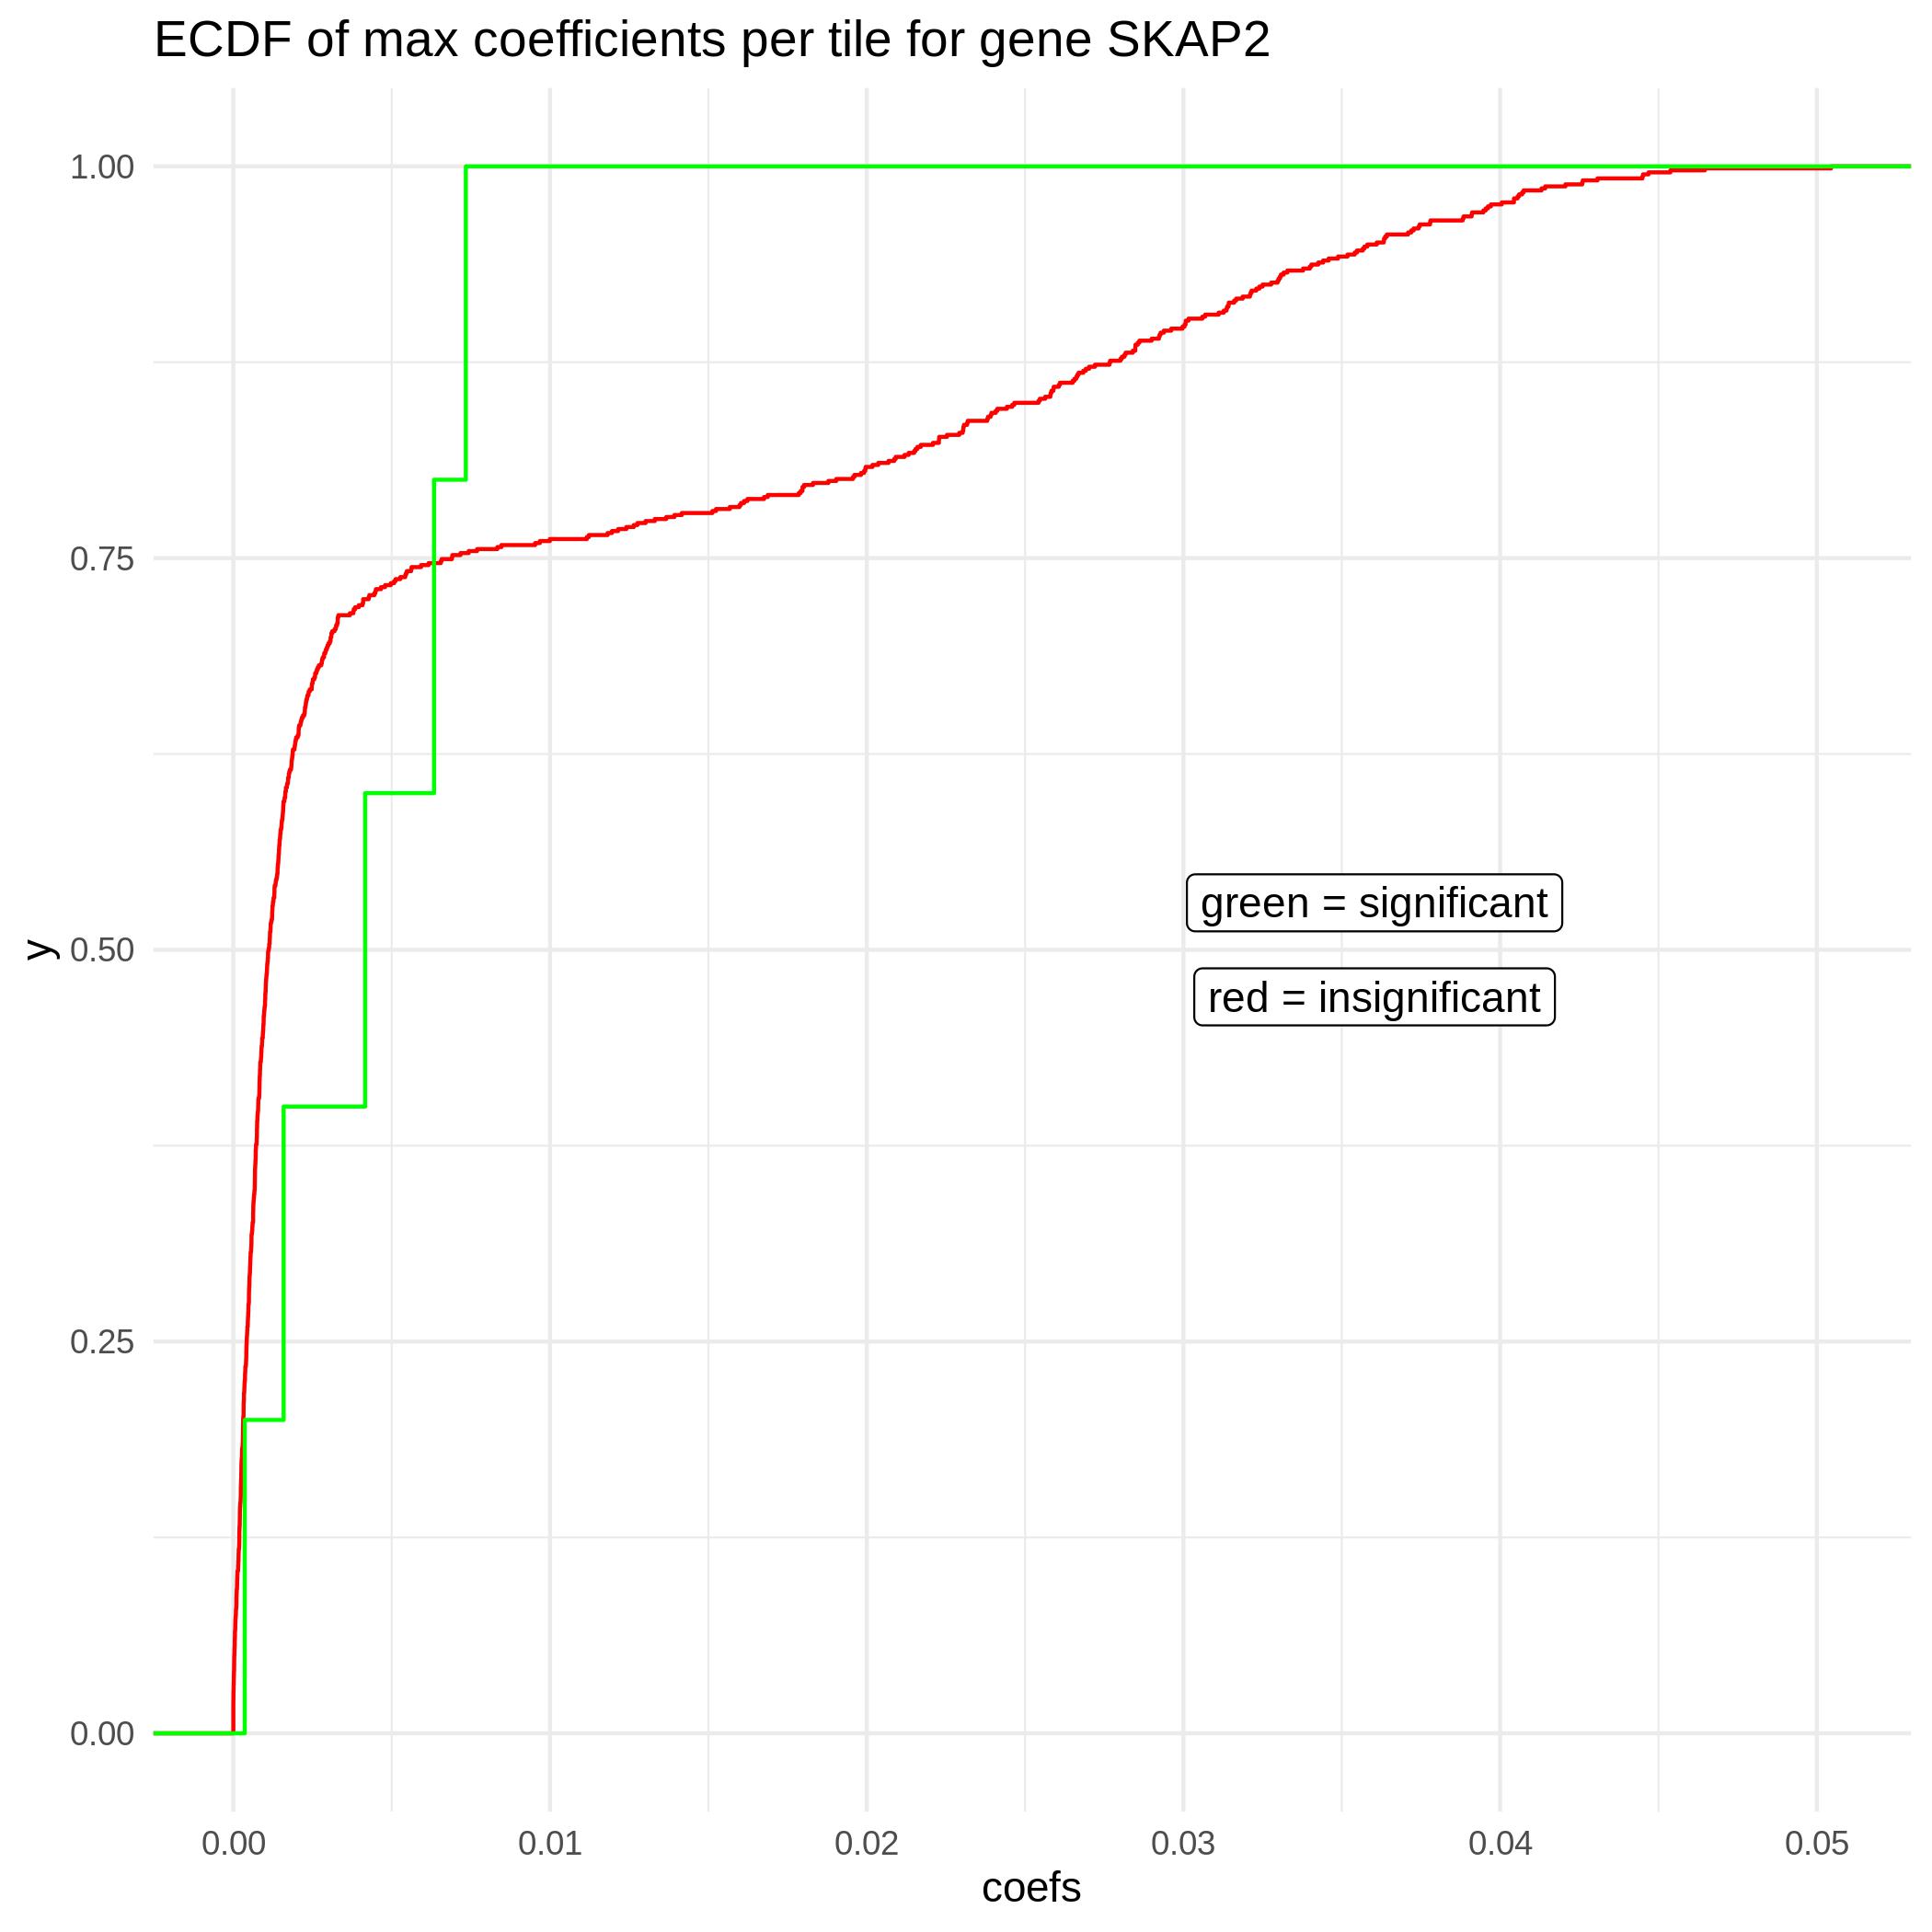 ECDF of max coefficients per tile for gene SKAP2
1.00
0.75
0.50
0.25
0.00
y
green = significant
red = insignificant
0.00 0.01 0.02 0.03 0.04 0.05
coefs